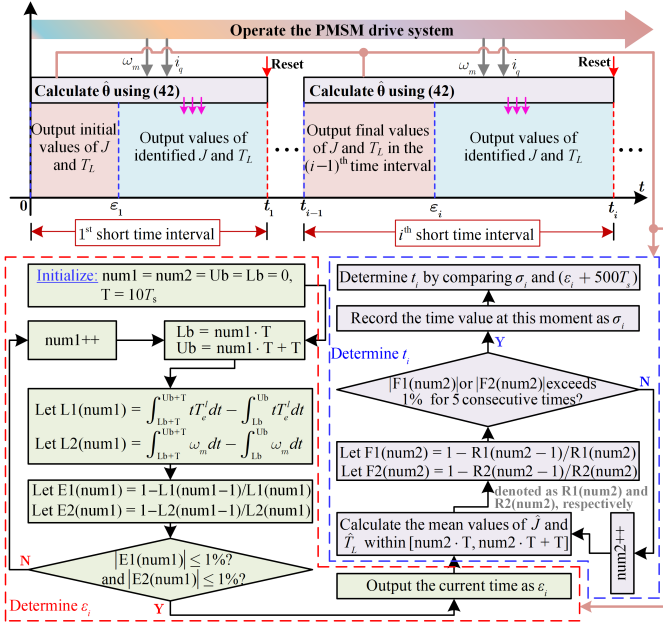 Operate the PMSM drive system
ω_m i_q Reset ω_m i_q Reset
Calculate θ̂ using (42)
Calculate θ̂ using (42)
Output initial
values of J
and T_L
Output values of
identified J and T_L
Output final values
of J and T_L in the
(i−1)^th time interval
Output values of
identified J and T_L
··· ···
0 ε_1 t_1 t_{i−1} ε_i t_i t
1^st short time interval
i^th short time interval
Initialize: num1 = num2 = Ub = Lb = 0,
T = 10T_s
num1++
Lb = num1 · T
Ub = num1 · T + T
Let L1(num1) = ∫_{Lb+T}^{Ub+T} tT_e^l dt − ∫_{Lb}^{Ub} tT_e^l dt
Let L2(num1) = ∫_{Lb+T}^{Ub+T} ω_m dt − ∫_{Lb}^{Ub} ω_m dt
Let E1(num1) = 1−L1(num1−1)/L1(num1)
Let E2(num1) = 1−L2(num1−1)/L2(num1)
|E1(num1)| ≤ 1%?
and |E2(num1)| ≤ 1%?
N
Y
Determine ε_i
Output the current time as ε_i
Determine t_i by comparing σ_i and (ε_i + 500T_s)
Record the time value at this moment as σ_i
Determine t_i
Y
N
|F1(num2)| or |F2(num2)| exceeds
1% for 5 consecutive times?
Let F1(num2) = 1 − R1(num2 − 1)/R1(num2)
Let F2(num2) = 1 − R2(num2 − 1)/R2(num2)
denoted as R1(num2) and
R2(num2), respectively
Calculate the mean values of Ĵ and
T̂_L within [num2 · T, num2 · T + T]
num2++